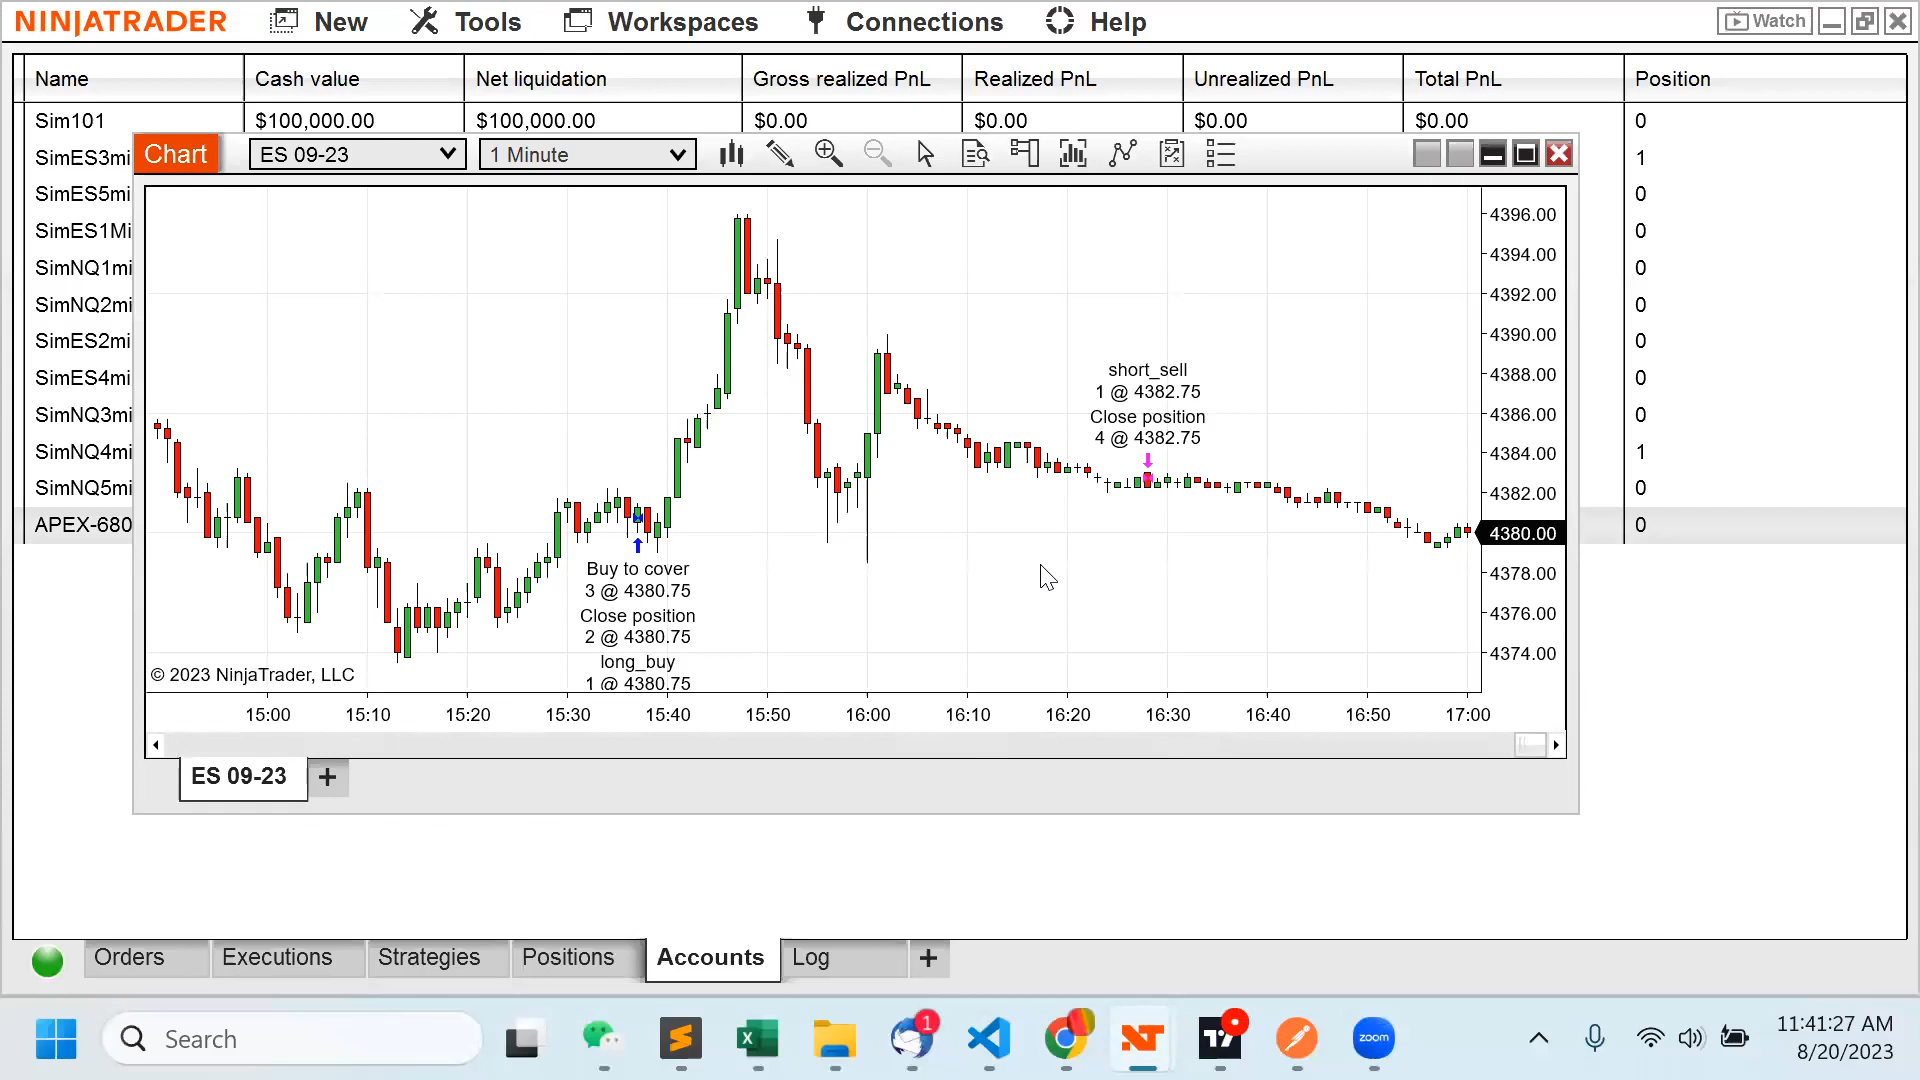 NINJATRADER New Tools Workspaces Connections Help Watch
Name Cash value Net liquidation Gross realized PnL Realized PnL Unrealized PnL Total PnL Position
Sim101 $100,000.00 $100,000.00 $0.00 $0.00 $0.00 $0.00 0
SimES3mi 1
SimES5mi 0
SimES1Mi 0
SimNQ1mi 0
SimNQ2mi 0
SimES2mi 0
SimES4mi 0
SimNQ3mi 0
SimNQ4mi 1
SimNQ5mi 0
APEX-680 0
Chart ES 09-23 1 Minute
4396.00
4394.00
4392.00
4390.00
4388.00
4386.00
4384.00
4382.00
4380.00
4378.00
4376.00
4374.00
short_sell
1 @ 4382.75
Close position
4 @ 4382.75
Buy to cover
3 @ 4380.75
Close position
2 @ 4380.75
long_buy
1 @ 4380.75
© 2023 NinjaTrader, LLC
15:00 15:10 15:20 15:30 15:40 15:50 16:00 16:10 16:20 16:30 16:40 16:50 17:00
ES 09-23 +
Orders Executions Strategies Positions Accounts Log +
Search
1
zoom
11:41:27 AM
8/20/2023